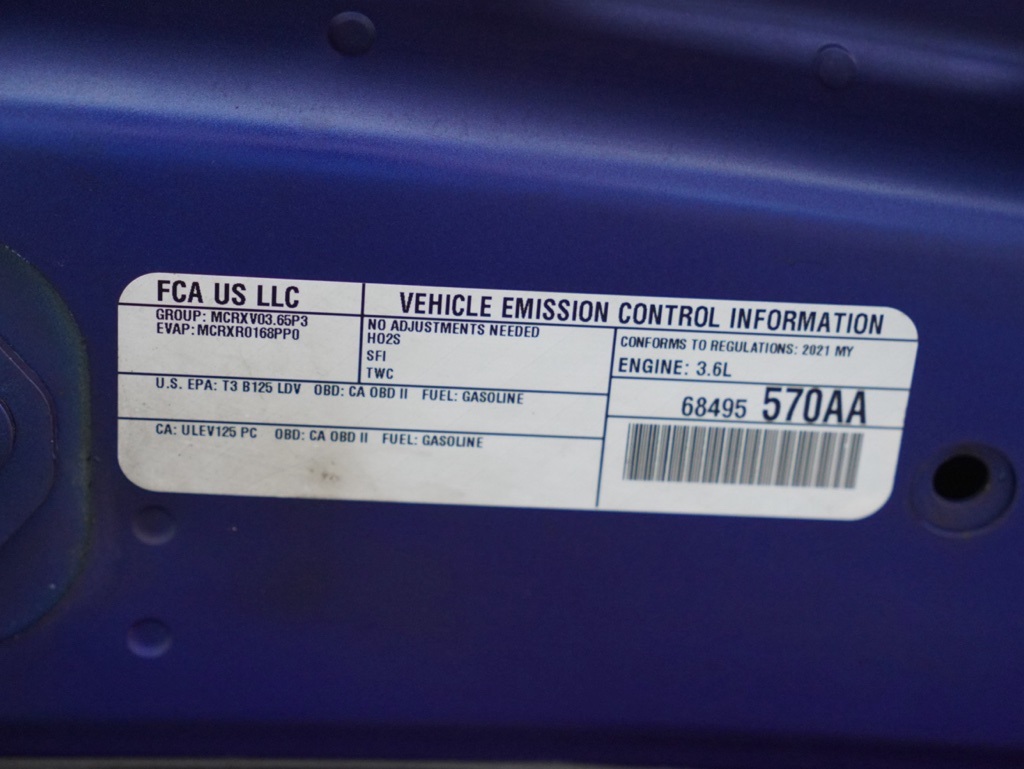 FCA US LLC
GROUP: MCRXV03.65P3
EVAP: MCRXR0168PP0
VEHICLE EMISSION CONTROL INFORMATION
NO ADJUSTMENTS NEEDED
HO2S
SFI
TWC
CONFORMS TO REGULATIONS: 2021 MY
ENGINE: 3.6L
U.S. EPA: T3 B125 LDV OBD: CA OBD II FUEL: GASOLINE
68495 570AA
CA: ULEV125 PC OBD: CA OBD II FUEL: GASOLINE